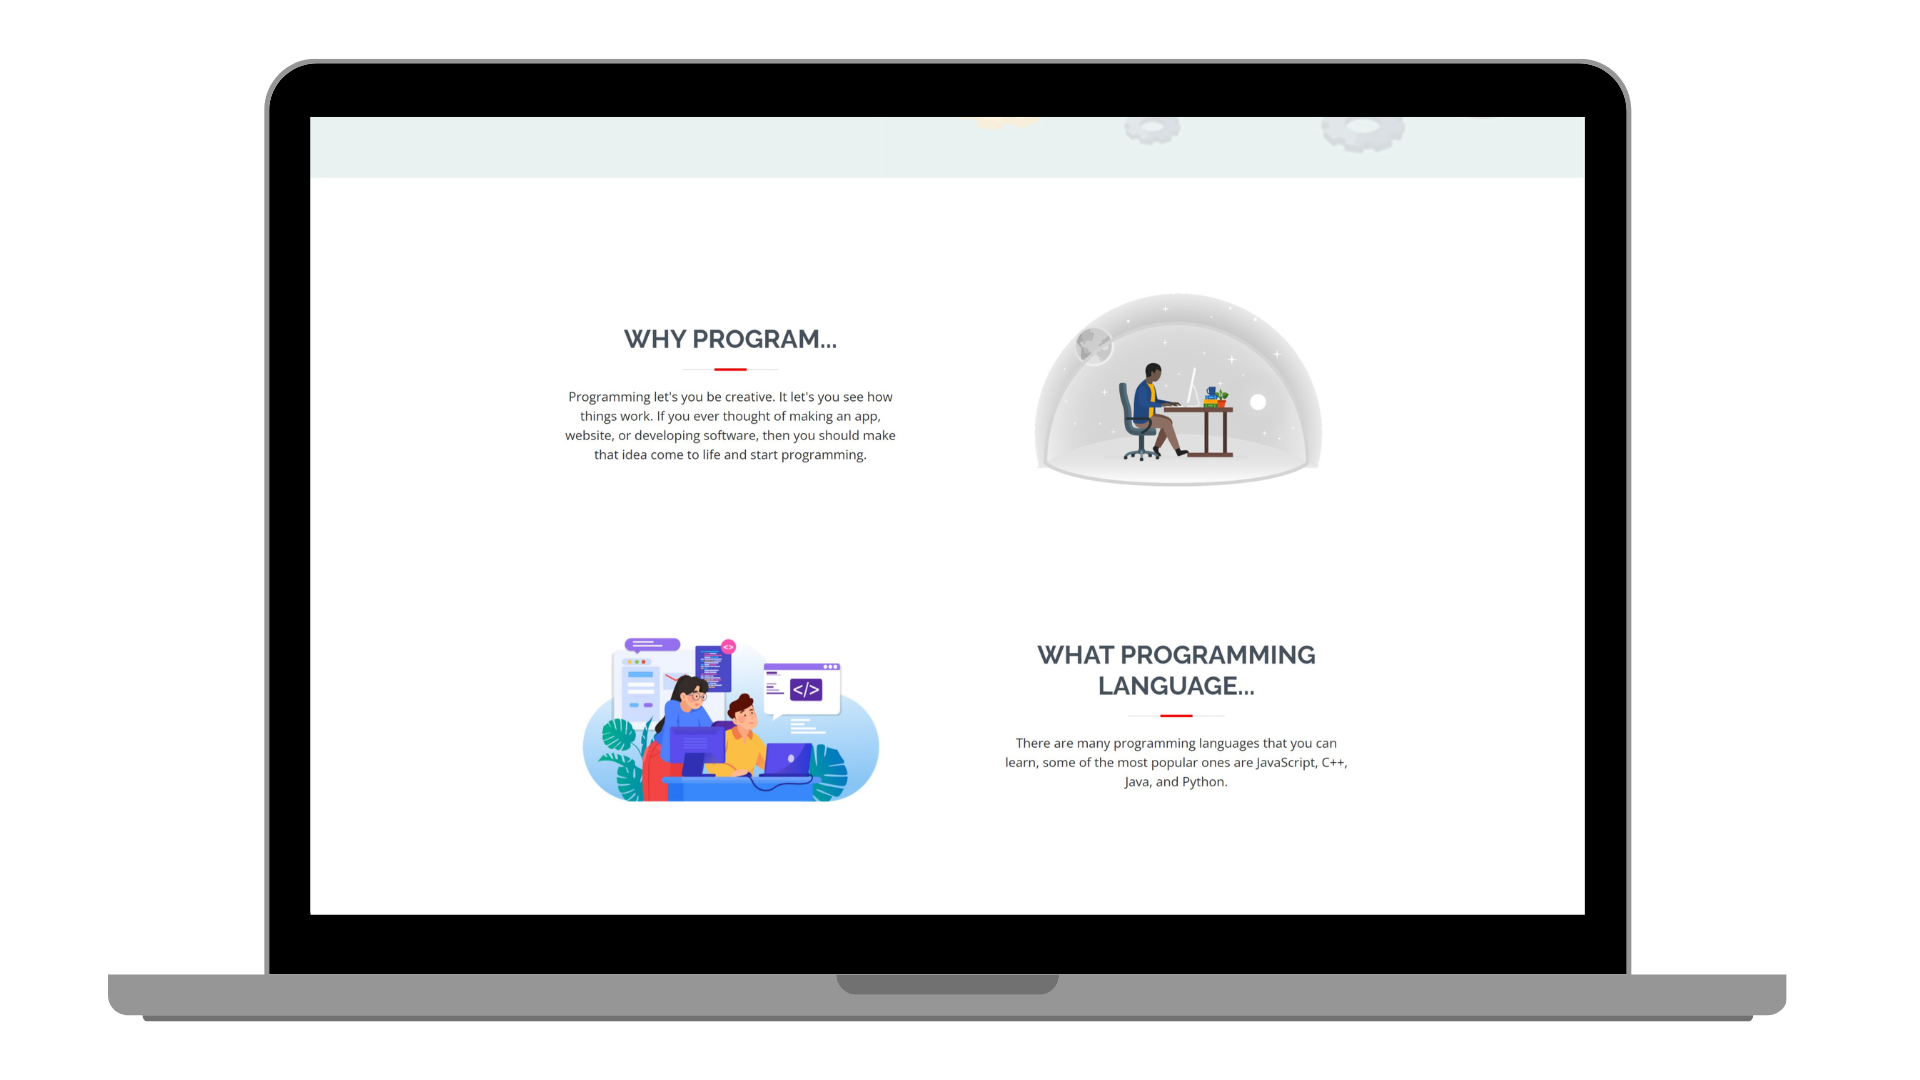 WHY PROGRAM...
Programming let's you be creative. It let's you see how
things work. If you ever thought of making an app,
website, or developing software, then you should make
that idea come to life and start programming.
</>
WHAT PROGRAMMING
LANGUAGE...
There are many programming languages that you can
learn, some of the most popular ones are JavaScript, C++,
Java, and Python.